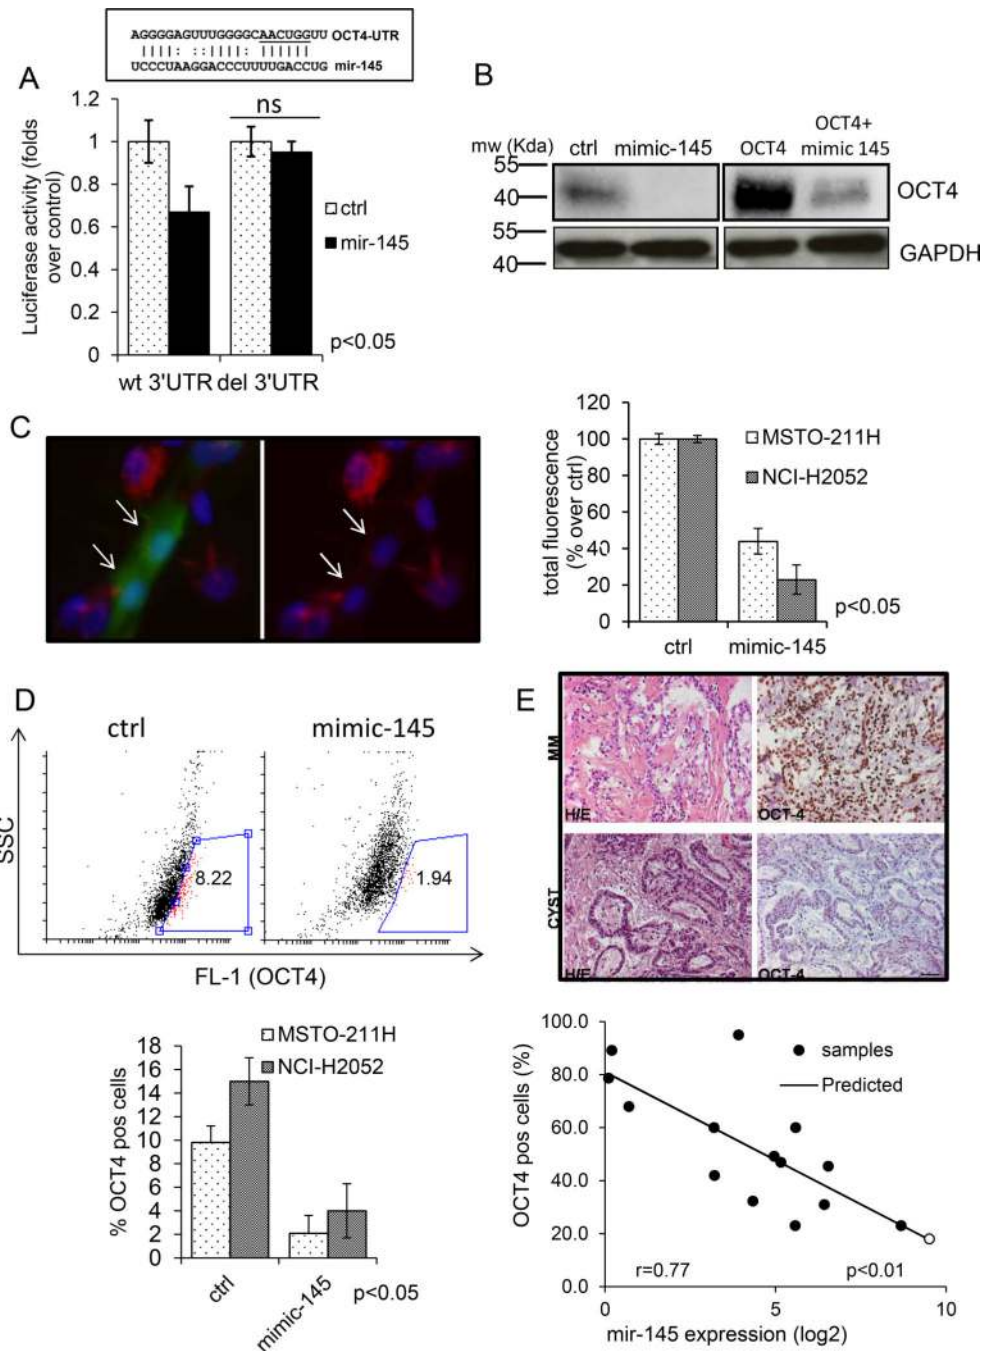 AGGGGAGUUUGGGGCAACUGGUU OCT4-UTR
||||: ::||||: ||||||
UCCCUAAGGACCCUUUUGACCUG mir-145
A
Luciferase activity (folds
over control)
1.2
1
0.8
0.6
0.4
0.2
0
ns
ctrl
mir-145
p<0.05
wt 3'UTR del 3'UTR
B
mw (Kda)
ctrl mimic-145
OCT4
OCT4+
mimic 145
55
40
OCT4
55
40
GAPDH
C
total fluorescence
(% over ctrl)
120
100
80
60
40
20
0
MSTO-211H
NCI-H2052
p<0.05
ctrl mimic-145
D
ctrl mimic-145
SSC
8.22
1.94
FL-1 (OCT4)
% OCT4 pos cells
18
16
14
12
10
8
6
4
2
0
MSTO-211H
NCI-H2052
ctrl
mimic-145
p<0.05
E
MM
H/E
OCT-4
CYST
H/E
OCT-4
OCT4 pos cells (%)
100.0
80.0
60.0
40.0
20.0
0.0
samples
Predicted
r=0.77
p<0.01
0 5 10
mir-145 expression (log2)